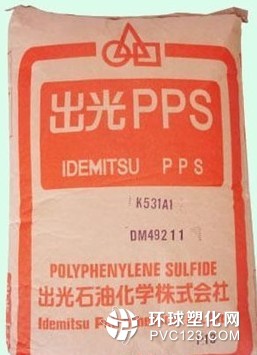 出光PPS
IDEMITSU PPS
K531A1
DM49211
POLYPHENYLENE SULFIDE
出光石油化学株式会社
Idemitsu
环球塑化网
PVC123.com